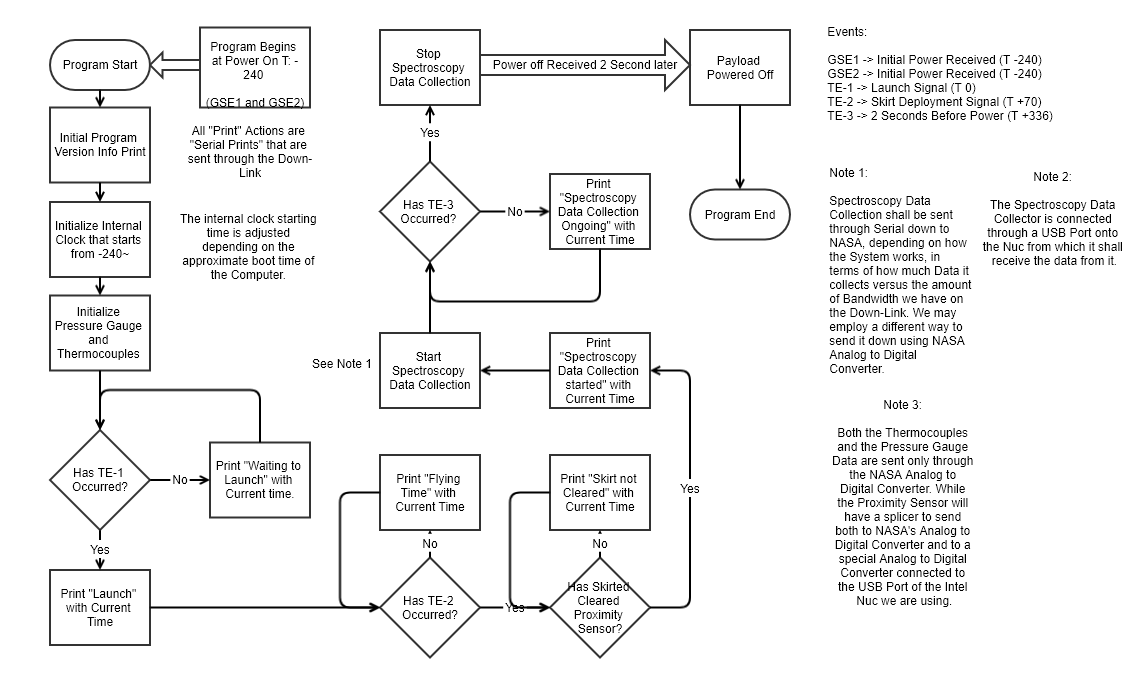 Program Start
Program Begins
at Power On T: -
240
(GSE1 and GSE2)
Initial Program
Version Info Print
All "Print" Actions are
"Serial Prints" that are
sent through the Down-
Link
Initialize Internal
Clock that starts
from -240~
The internal clock starting
time is adjusted
depending on the
approximate boot time of
the Computer.
Initialize
Pressure Gauge
and
Thermocouples
Has TE-1
Occurred?
No
Print "Waiting to
Launch" with
Current time.
Yes
Print "Launch"
with Current
Time
Stop
Spectroscopy
Data Collection
Power off Received 2 Second later
Payload
Powered Off
Program End
Yes
Has TE-3
Occurred?
No
Print
"Spectroscopy
Data Collection
Ongoing" with
Current Time
See Note 1
Start
Spectroscopy
Data Collection
Print
"Spectroscopy
Data Collection
started" with
Current Time
Print "Flying
Time" with
Current Time
No
Has TE-2
Occurred?
Yes
Print "Skirt not
Cleared" with
Current Time
No
Has Skirted
Cleared
Proximity
Sensor?
Yes
Events:
GSE1 -> Initial Power Received (T -240)
GSE2 -> Initial Power Received (T -240)
TE-1 -> Launch Signal (T 0)
TE-2 -> Skirt Deployment Signal (T +70)
TE-3 -> 2 Seconds Before Power (T +336)
Note 1:
Spectroscopy Data
Collection shall be sent
through Serial down to
NASA, depending on how
the System works, in
terms of how much Data it
collects versus the amount
of Bandwidth we have on
the Down-Link. We may
employ a different way to
send it down using NASA
Analog to Digital
Converter.
Note 2:
The Spectroscopy Data
Collector is connected
through a USB Port onto
the Nuc from which it shall
receive the data from it.
Note 3:
Both the Thermocouples
and the Pressure Gauge
Data are sent only through
the NASA Analog to
Digital Converter. While
the Proximity Sensor will
have a splicer to send
both to NASA's Analog to
Digital Converter and to a
special Analog to Digital
Converter connected to
the USB Port of the Intel
Nuc we are using.